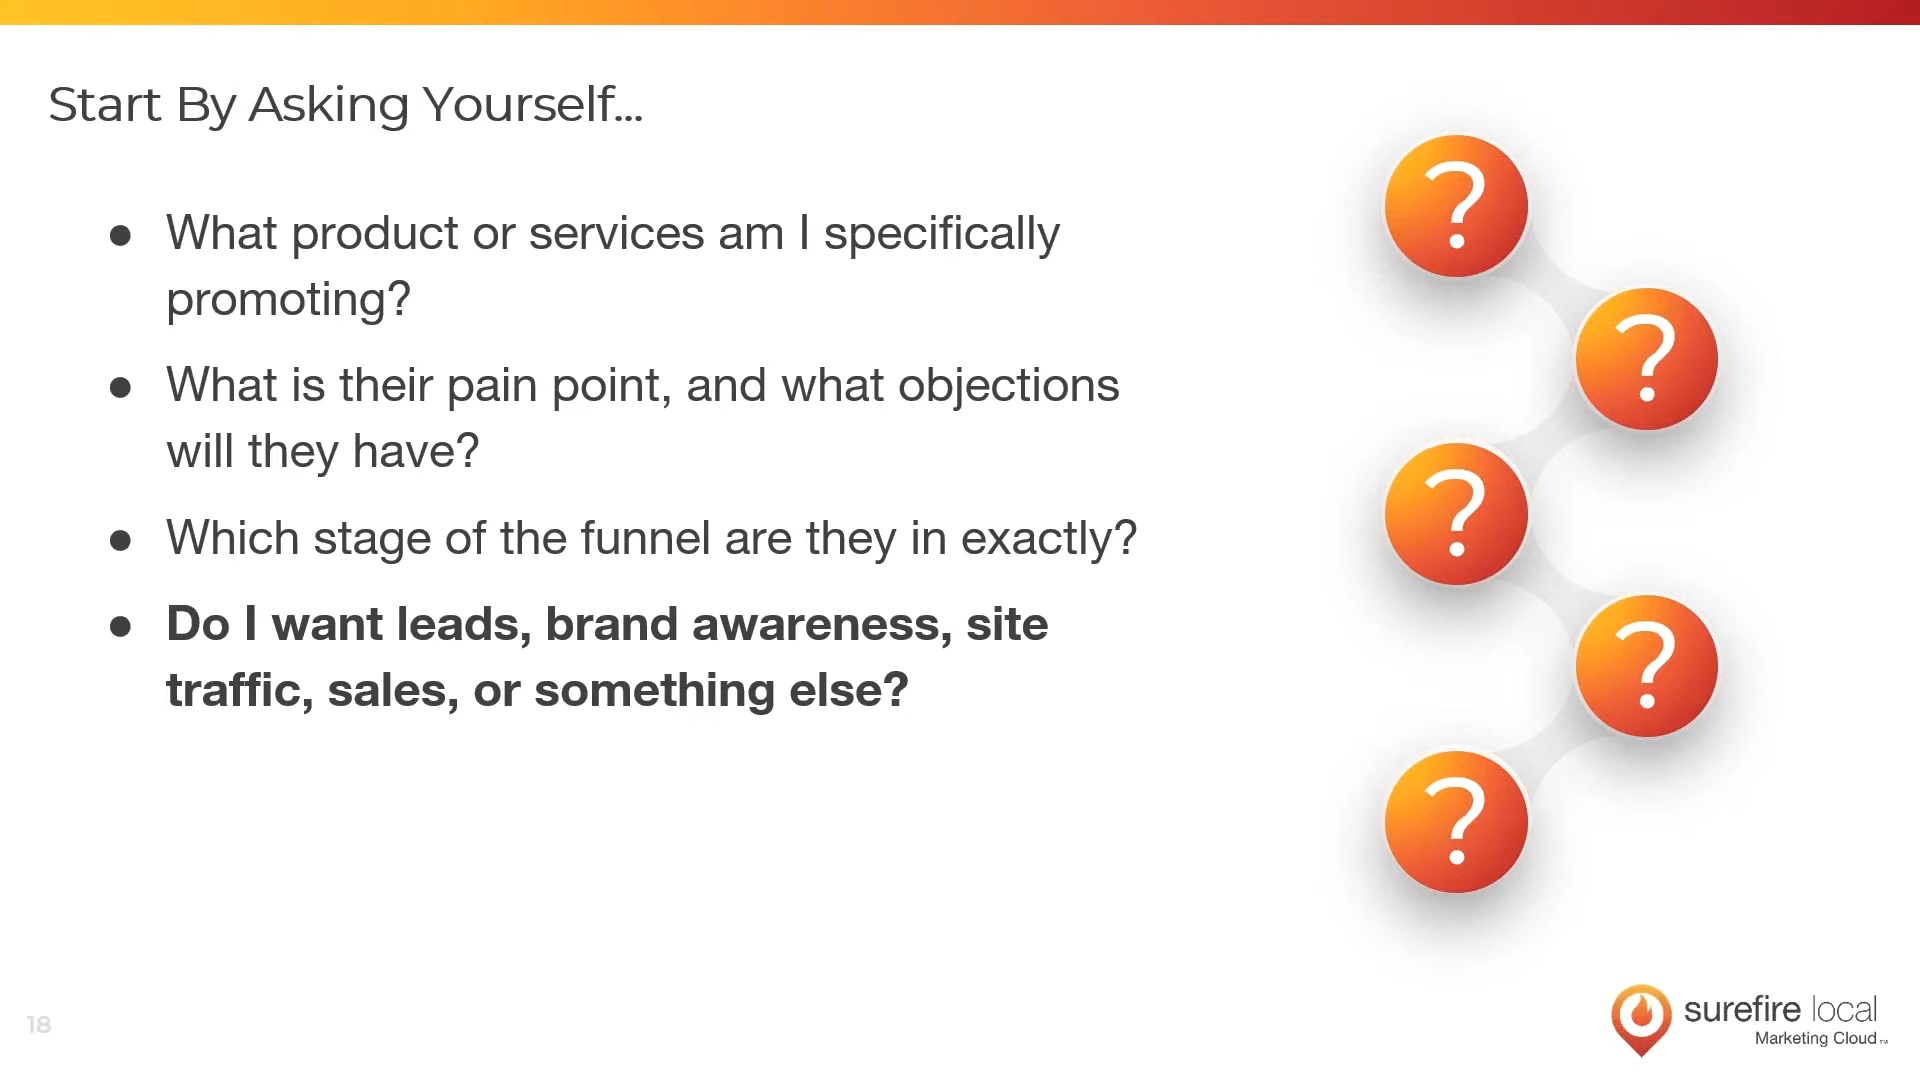 Start By Asking Yourself...
● What product or services am I specifically
promoting?
● What is their pain point, and what objections
will they have?
● Which stage of the funnel are they in exactly?
● Do I want leads, brand awareness, site
traffic, sales, or something else?
?
?
?
?
?
18
surefire local
Marketing Cloud™